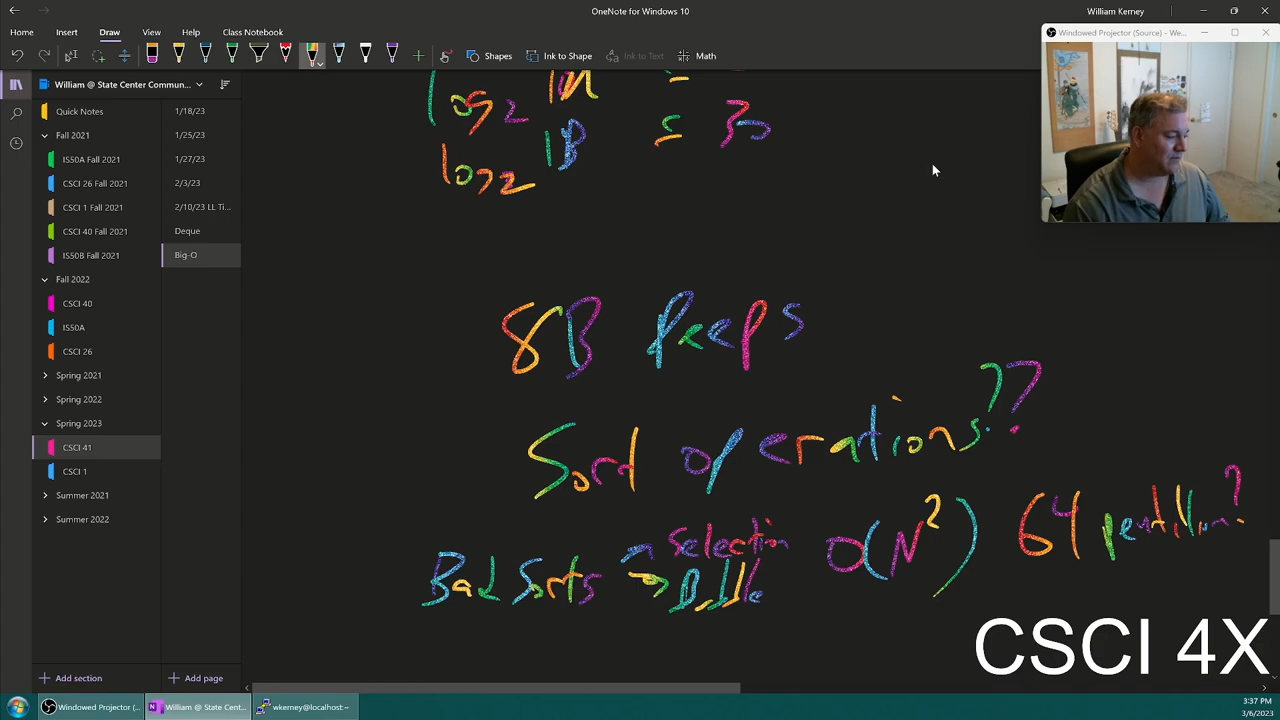 OneNote for Windows 10
William Kerney
Home
Insert
Draw
View
Help
Class Notebook
Shapes
Ink to Shape
Ink to Text
Math
Windowed Projector (Source) - We...
William @ State Center Commun...
Quick Notes
Fall 2021
IS50A Fall 2021
CSCI 26 Fall 2021
CSCI 1 Fall 2021
CSCI 40 Fall 2021
IS50B Fall 2021
Fall 2022
CSCI 40
IS50A
CSCI 26
Spring 2021
Spring 2022
Spring 2023
CSCI 41
CSCI 1
Summer 2021
Summer 2022
1/18/23
1/25/23
1/27/23
2/3/23
2/10/23 LL Ti...
Deque
Big-O
log2 1M =
log2 1B = 30
8B peeps
Sort operations??
Bad Sorts → Selection O(N²) 64 pentillion?
→ Bubble
CSCI 4X
Add section
Add page
Windowed Projector (...
William @ State Cent...
wkerney@localhost:~
3:37 PM
3/6/2023